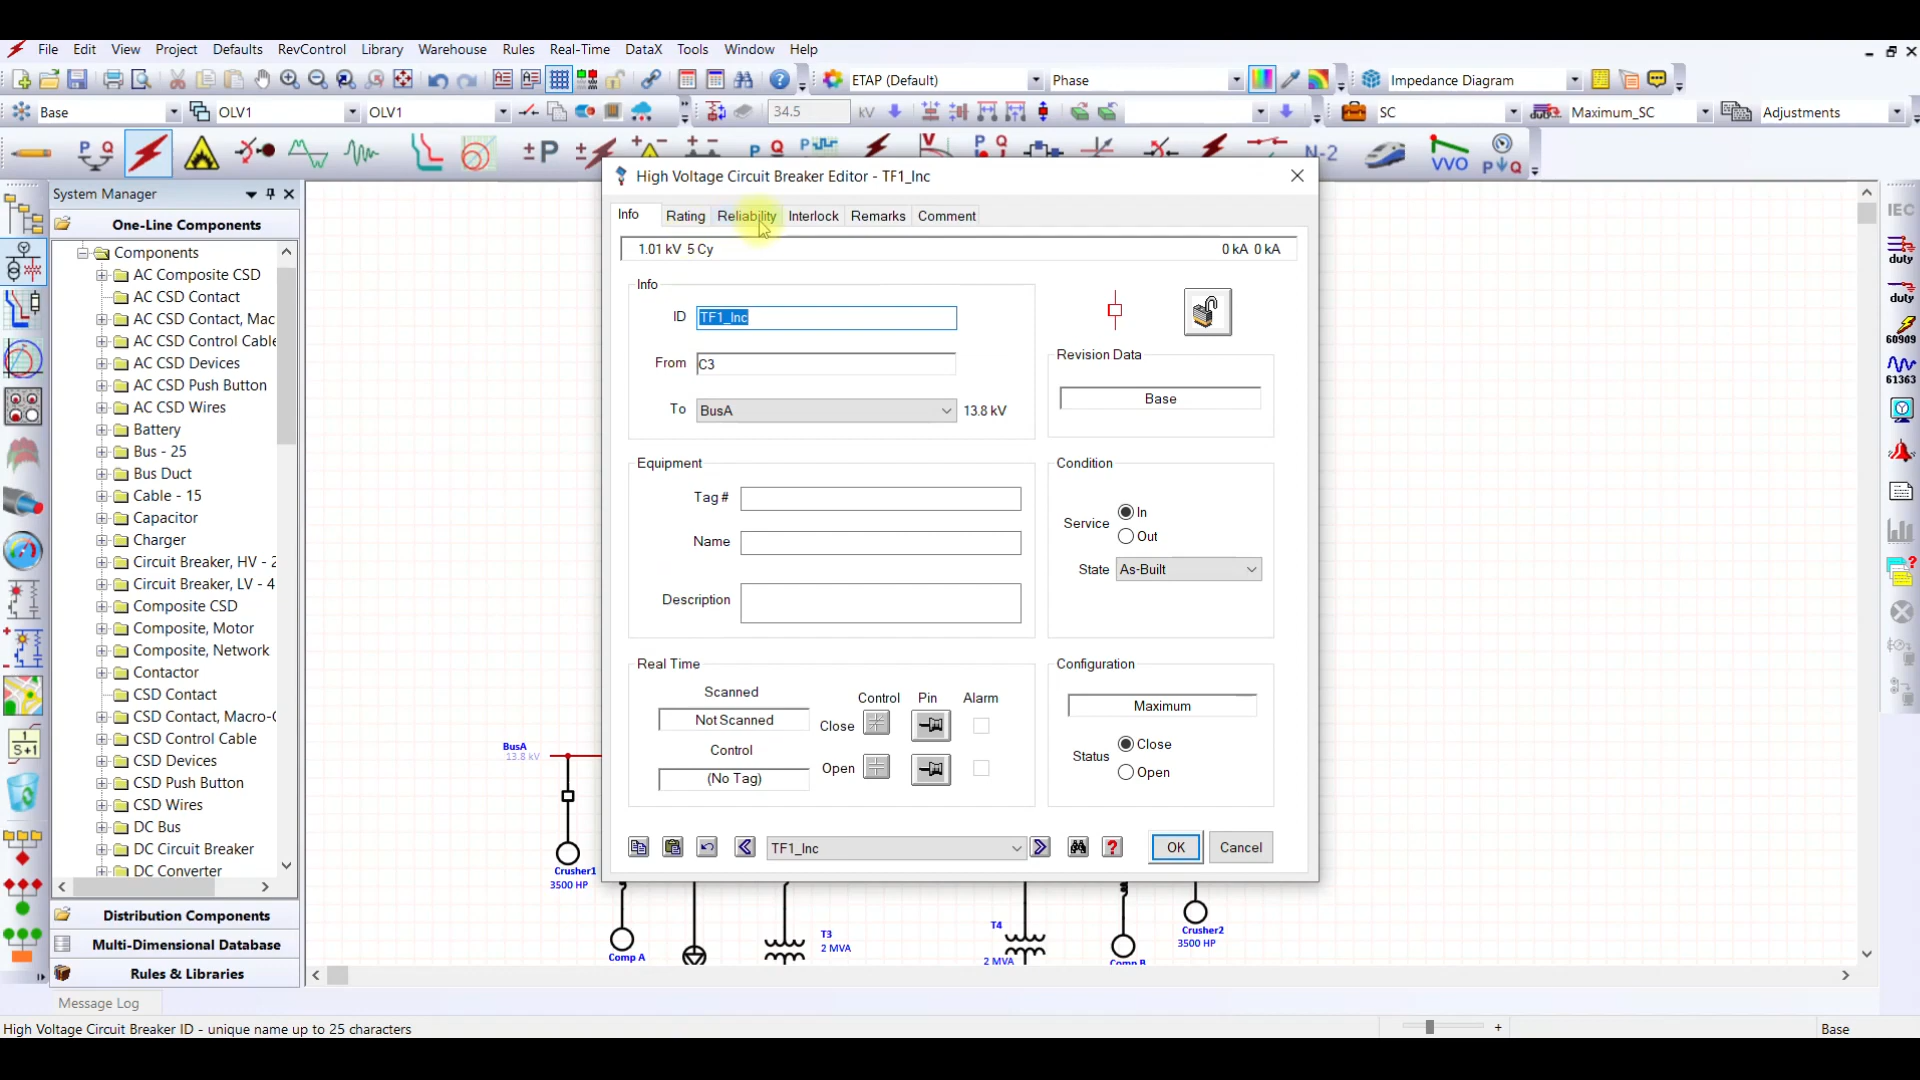 File Edit View Project Defaults RevControl Library Warehouse Rules Real-Time DataX Tools Window Help
ETAP (Default) Phase Impedance Diagram
Base OLV1 OLV1 34.5 kV SC Maximum_SC Adjustments
P Q ± P P Q V P Q N-2 VVO P Q
System Manager
One-Line Components
Components
AC Composite CSD
AC CSD Contact
AC CSD Contact, Mac
AC CSD Control Cable
AC CSD Devices
AC CSD Push Button
AC CSD Wires
Battery
Bus - 25
Bus Duct
Cable - 15
Capacitor
Charger
Circuit Breaker, HV - 2
Circuit Breaker, LV - 4
Composite CSD
Composite, Motor
Composite, Network
Contactor
CSD Contact
CSD Contact, Macro-C
CSD Control Cable
CSD Devices
CSD Push Button
CSD Wires
DC Bus
DC Circuit Breaker
DC Converter
Distribution Components
Multi-Dimensional Database
Rules & Libraries
Message Log
High Voltage Circuit Breaker ID - unique name up to 25 characters
Base
High Voltage Circuit Breaker Editor - TF1_Inc
Info Rating Reliability Interlock Remarks Comment
1.01 kV 5 Cy 0 kA 0 kA
Info
ID TF1_Inc
From C3
To BusA 13.8 kV
Revision Data
Base
Equipment
Tag #
Name
Description
Condition
Service In
Out
State As-Built
Real Time
Scanned
Not Scanned
Control
(No Tag)
Control Pin Alarm
Close
Open
Configuration
Maximum
Status Close
Open
TF1_Inc
OK Cancel
BusA
13.8 kV
Crusher1
3500 HP
Comp A
T3
2 MVA
T4
2 MVA
Comp B
Crusher2
3500 HP
IEC
duty
duty
60909
61363
1
S+1